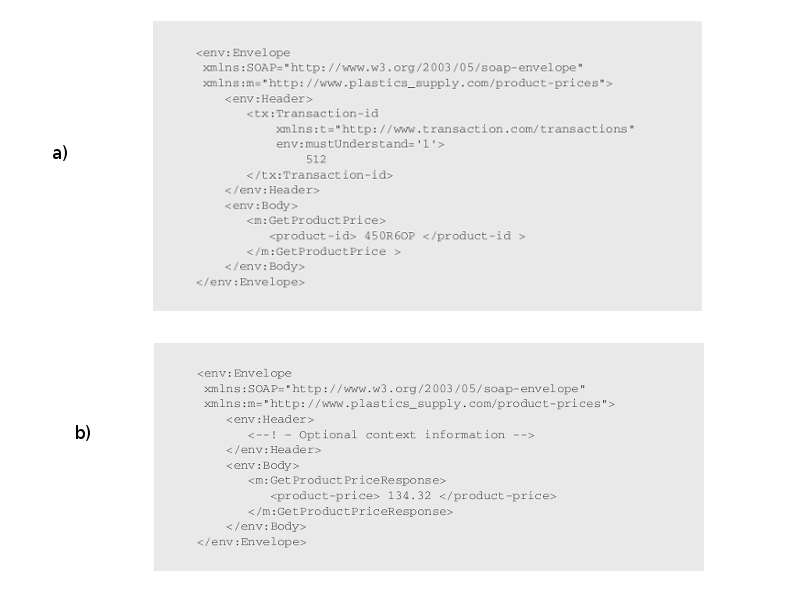 a)
<env:Envelope
xmlns:SOAP="http://www.w3.org/2003/05/soap-envelope"
xmlns:m="http://www.plastics_supply.com/product-prices">
<env:Header>
<tx:Transaction-id
xmlns:t="http://www.transaction.com/transactions"
env:mustUnderstand='1'>
512
</tx:Transaction-id>
</env:Header>
<env:Body>
<m:GetProductPrice>
<product-id> 450R6OP </product-id >
</m:GetProductPrice >
</env:Body>
</env:Envelope>
b)
<env:Envelope
xmlns:SOAP="http://www.w3.org/2003/05/soap-envelope"
xmlns:m="http://www.plastics_supply.com/product-prices">
<env:Header>
<--! – Optional context information -->
</env:Header>
<env:Body>
<m:GetProductPriceResponse>
<product-price> 134.32 </product-price>
</m:GetProductPriceResponse>
</env:Body>
</env:Envelope>